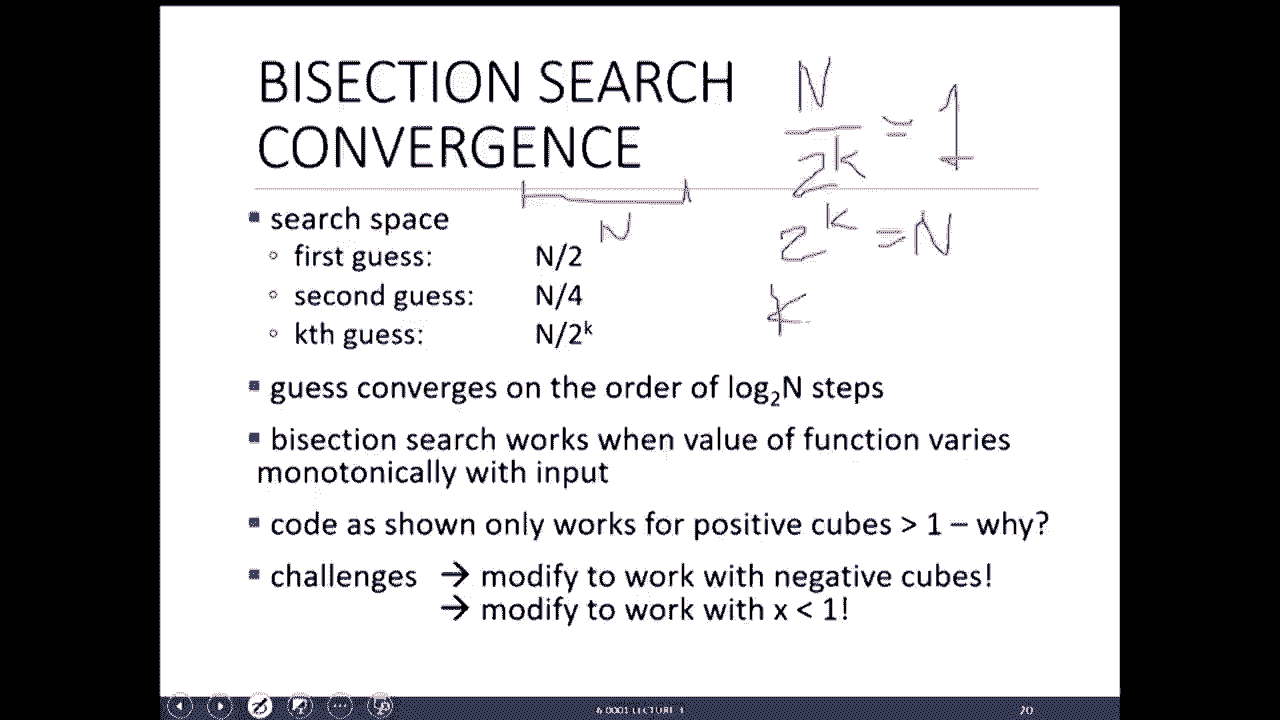 BISECTION SEARCH
CONVERGENCE
N
2^k = 1
N
2^k = N
k
▪ search space
◦ first guess: N/2
◦ second guess: N/4
◦ kth guess: N/2ᵏ
▪ guess converges on the order of log₂N steps
▪ bisection search works when value of function varies
monotonically with input
▪ code as shown only works for positive cubes > 1 – why?
▪ challenges → modify to work with negative cubes!
→ modify to work with x < 1!
6.0001 LECTURE 3
20